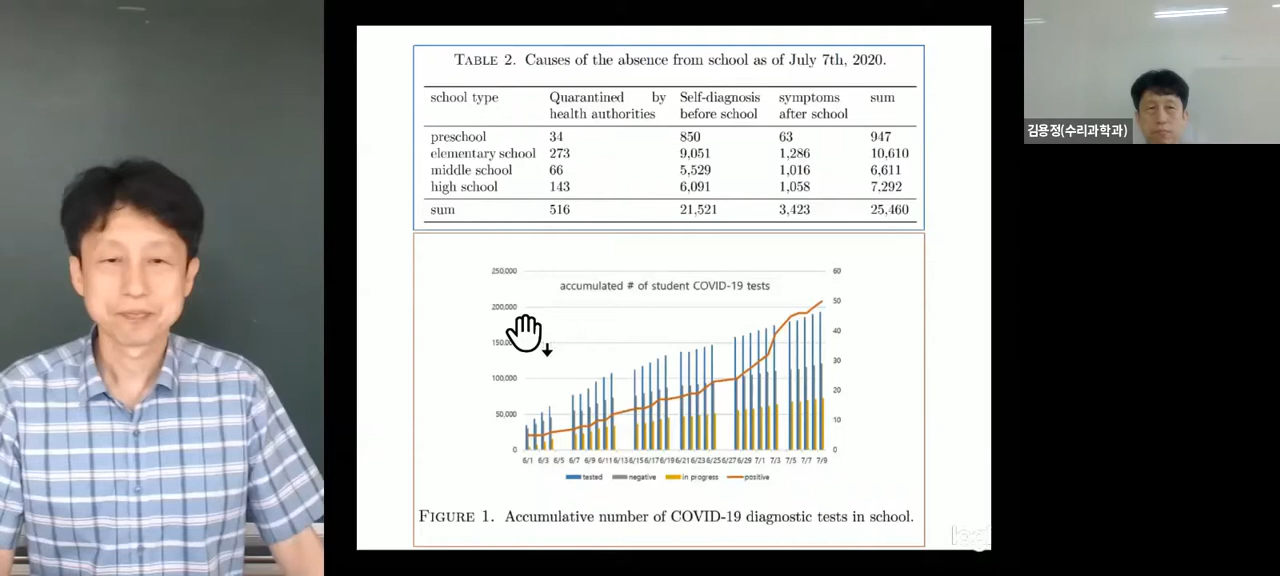 TABLE 2. Causes of the absence from school as of July 7th, 2020.
school type Quarantined by health authorities Self-diagnosis before school symptoms after school sum
preschool 34 850 63 947
elementary school 273 9,051 1,286 10,610
middle school 66 5,529 1,016 6,611
high school 143 6,091 1,058 7,292
sum 516 21,521 3,423 25,460
accumulated # of student COVID-19 tests
250,000 60
200,000 50
150,000 40
100,000 30
50,000 20
0 10
0
6/1 6/3 6/5 6/7 6/9 6/11 6/13 6/15 6/17 6/19 6/21 6/23 6/25 6/27 6/29 7/1 7/3 7/5 7/7 7/9
tested negative in progress positive
FIGURE 1. Accumulative number of COVID-19 diagnostic tests in school.
김용정(수리과학과)